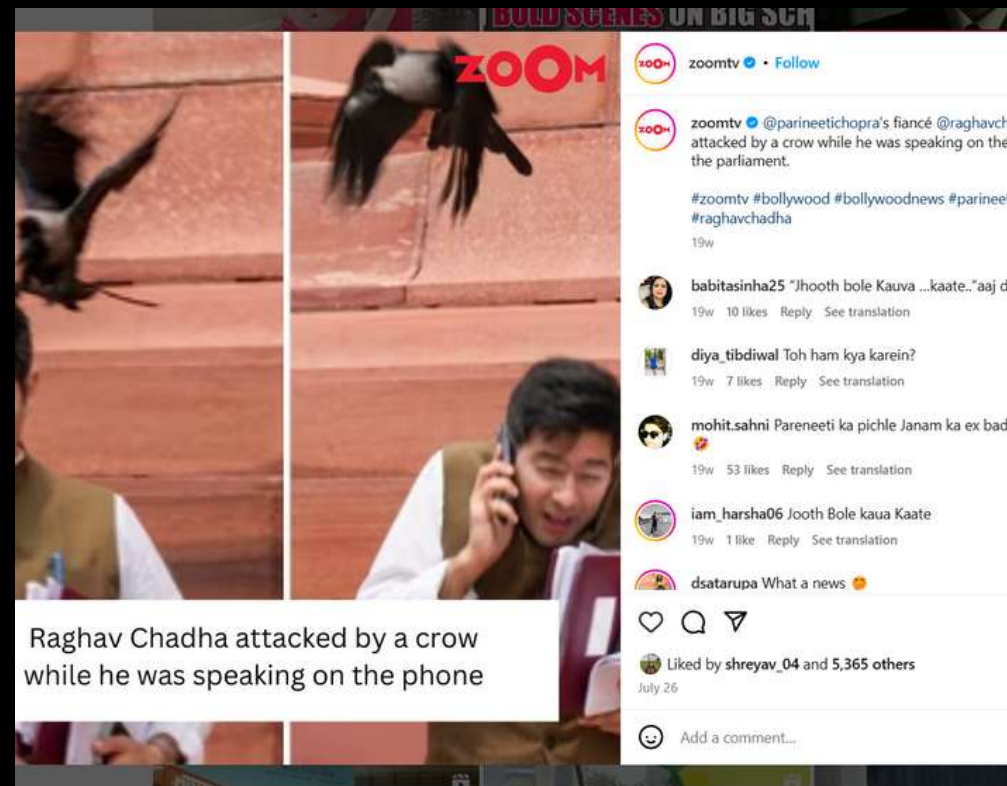 BOLD SCENES ON BIG SCR
ZOOM
Raghav Chadha attacked by a crow
while he was speaking on the phone
ZOOM
zoomtv • Follow
ZOOM
zoomtv @parineetichopra's fiancé @raghavch
attacked by a crow while he was speaking on the
the parliament.
#zoomtv #bollywood #bollywoodnews #parinee
#raghavchadha
19w
babitasinha25 "Jhooth bole Kauva ...kaate.."aaj d
19w 10 likes Reply See translation
diya_tibdiwal Toh ham kya karein?
19w 7 likes Reply See translation
mohit.sahni Pareneeti ka pichle Janam ka ex bad
🤣
19w 53 likes Reply See translation
iam_harsha06 Jooth Bole kaua Kaate
19w 1 like Reply See translation
dsatarupa What a news
Liked by shreyav_04 and 5,365 others
July 26
Add a comment...